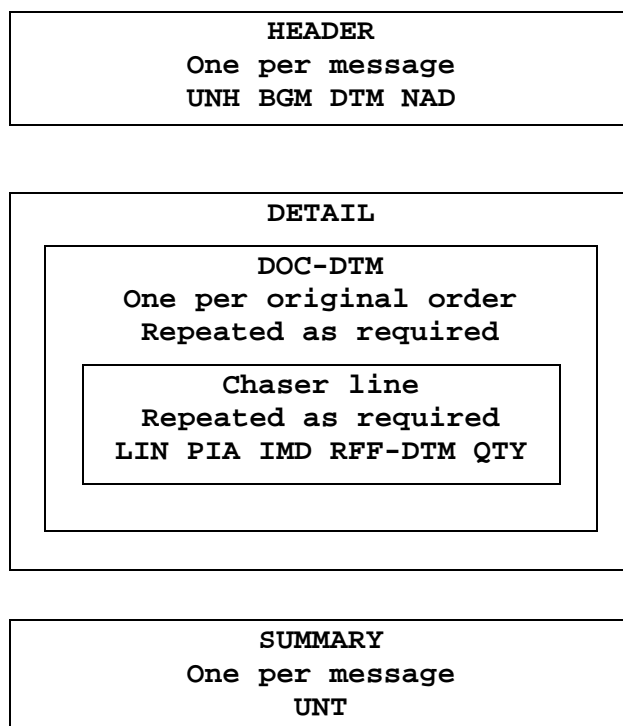 HEADER
One per message
UNH BGM DTM NAD
DETAIL
DOC-DTM
One per original order
Repeated as required
Chaser line
Repeated as required
LIN PIA IMD RFF-DTM QTY
SUMMARY
One per message
UNT